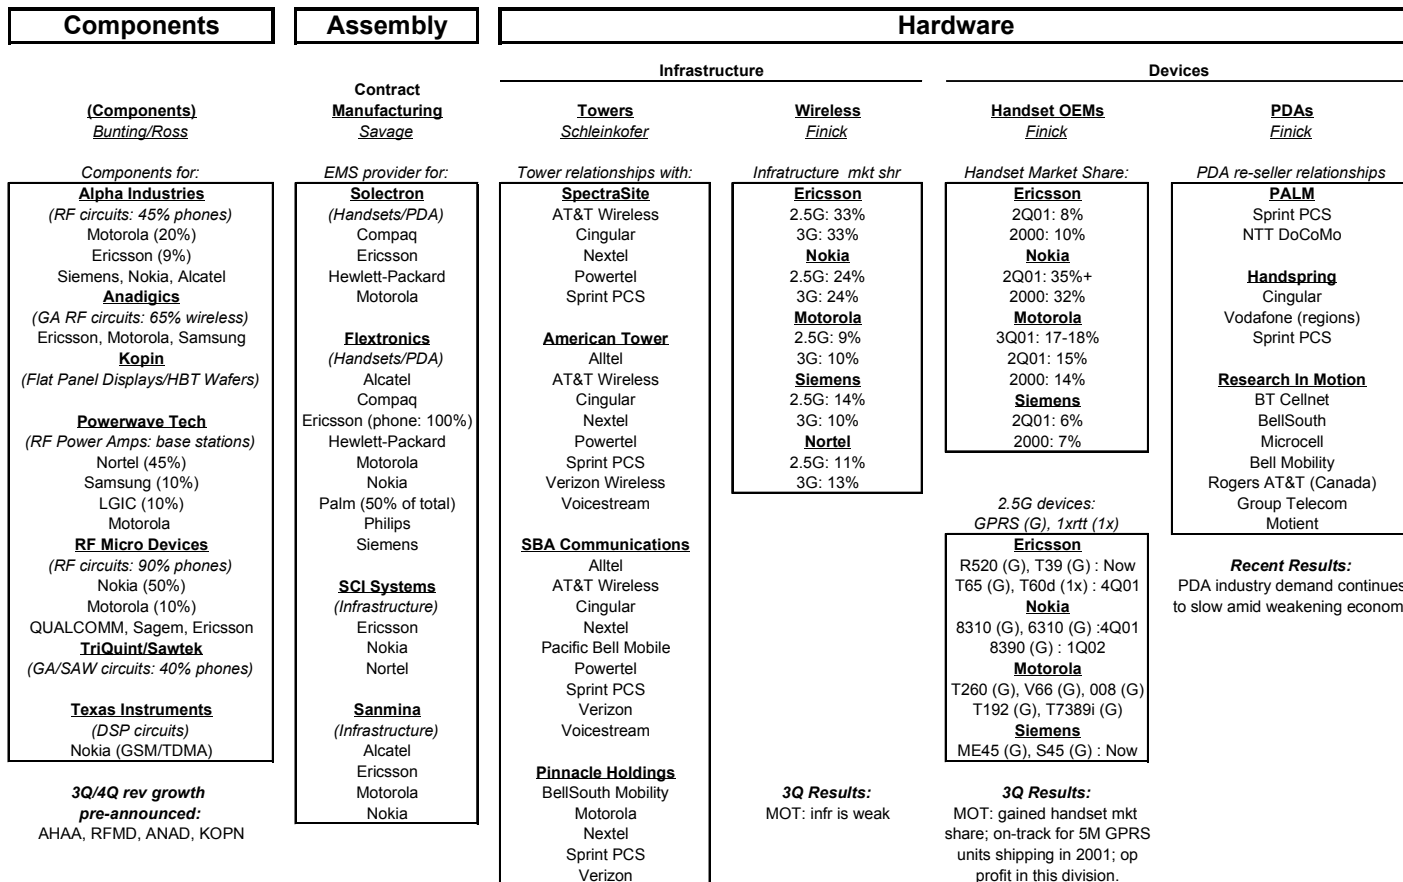 Components
Assembly
Hardware
Infrastructure
Devices
(Components)
Bunting/Ross
Components for:
Alpha Industries
(RF circuits: 45% phones)
Motorola (20%)
Ericsson (9%)
Siemens, Nokia, Alcatel
Anadigics
(GA RF circuits: 65% wireless)
Ericsson, Motorola, Samsung
Kopin
(Flat Panel Displays/HBT Wafers)
Powerwave Tech
(RF Power Amps: base stations)
Nortel (45%)
Samsung (10%)
LGIC (10%)
Motorola
RF Micro Devices
(RF circuits: 90% phones)
Nokia (50%)
Motorola (10%)
QUALCOMM, Sagem, Ericsson
TriQuint/Sawtek
(GA/SAW circuits: 40% phones)
Texas Instruments
(DSP circuits)
Nokia (GSM/TDMA)
3Q/4Q rev growth
pre-announced:
AHAA, RFMD, ANAD, KOPN
Contract
Manufacturing
Savage
EMS provider for:
Solectron
(Handsets/PDA)
Compaq
Ericsson
Hewlett-Packard
Motorola
Flextronics
(Handsets/PDA)
Alcatel
Compaq
Ericsson (phone: 100%)
Hewlett-Packard
Motorola
Nokia
Palm (50% of total)
Philips
Siemens
SCI Systems
(Infrastructure)
Ericsson
Nokia
Nortel
Sanmina
(Infrastructure)
Alcatel
Ericsson
Motorola
Nokia
Towers
Schleinkofer
Tower relationships with:
SpectraSite
AT&T Wireless
Cingular
Nextel
Powertel
Sprint PCS
American Tower
Alltel
AT&T Wireless
Cingular
Nextel
Powertel
Sprint PCS
Verizon Wireless
Voicestream
SBA Communications
Alltel
AT&T Wireless
Cingular
Nextel
Pacific Bell Mobile
Powertel
Sprint PCS
Verizon
Voicestream
Pinnacle Holdings
BellSouth Mobility
Motorola
Nextel
Sprint PCS
Verizon
Wireless
Finick
Infratructure mkt shr
Ericsson
2.5G: 33%
3G: 33%
Nokia
2.5G: 24%
3G: 24%
Motorola
2.5G: 9%
3G: 10%
Siemens
2.5G: 14%
3G: 10%
Nortel
2.5G: 11%
3G: 13%
3Q Results:
MOT: infr is weak
Handset OEMs
Finick
Handset Market Share:
Ericsson
2Q01: 8%
2000: 10%
Nokia
2Q01: 35%+
2000: 32%
Motorola
3Q01: 17-18%
2Q01: 15%
2000: 14%
Siemens
2Q01: 6%
2000: 7%
2.5G devices:
GPRS (G), 1xrtt (1x)
Ericsson
R520 (G), T39 (G) : Now
T65 (G), T60d (1x) : 4Q01
Nokia
8310 (G), 6310 (G) :4Q01
8390 (G) : 1Q02
Motorola
T260 (G), V66 (G), 008 (G)
T192 (G), T7389i (G)
Siemens
ME45 (G), S45 (G) : Now
3Q Results:
MOT: gained handset mkt
share; on-track for 5M GPRS
units shipping in 2001; op
profit in this division.
PDAs
Finick
PDA re-seller relationships
PALM
Sprint PCS
NTT DoCoMo
Handspring
Cingular
Vodafone (regions)
Sprint PCS
Research In Motion
BT Cellnet
BellSouth
Microcell
Bell Mobility
Rogers AT&T (Canada)
Group Telecom
Motient
Recent Results:
PDA industry demand continues
to slow amid weakening econom